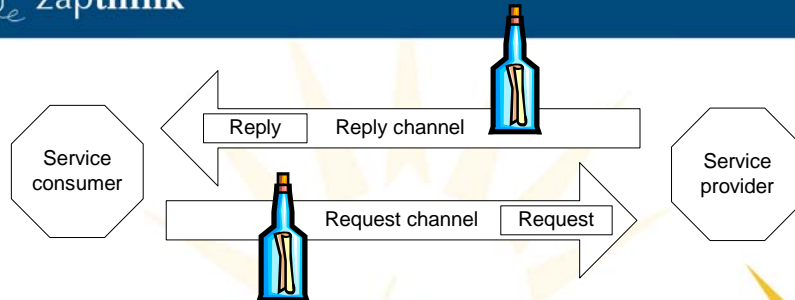 zapthink
Reply
Reply channel
Service
consumer
Service
provider
Request channel
Request